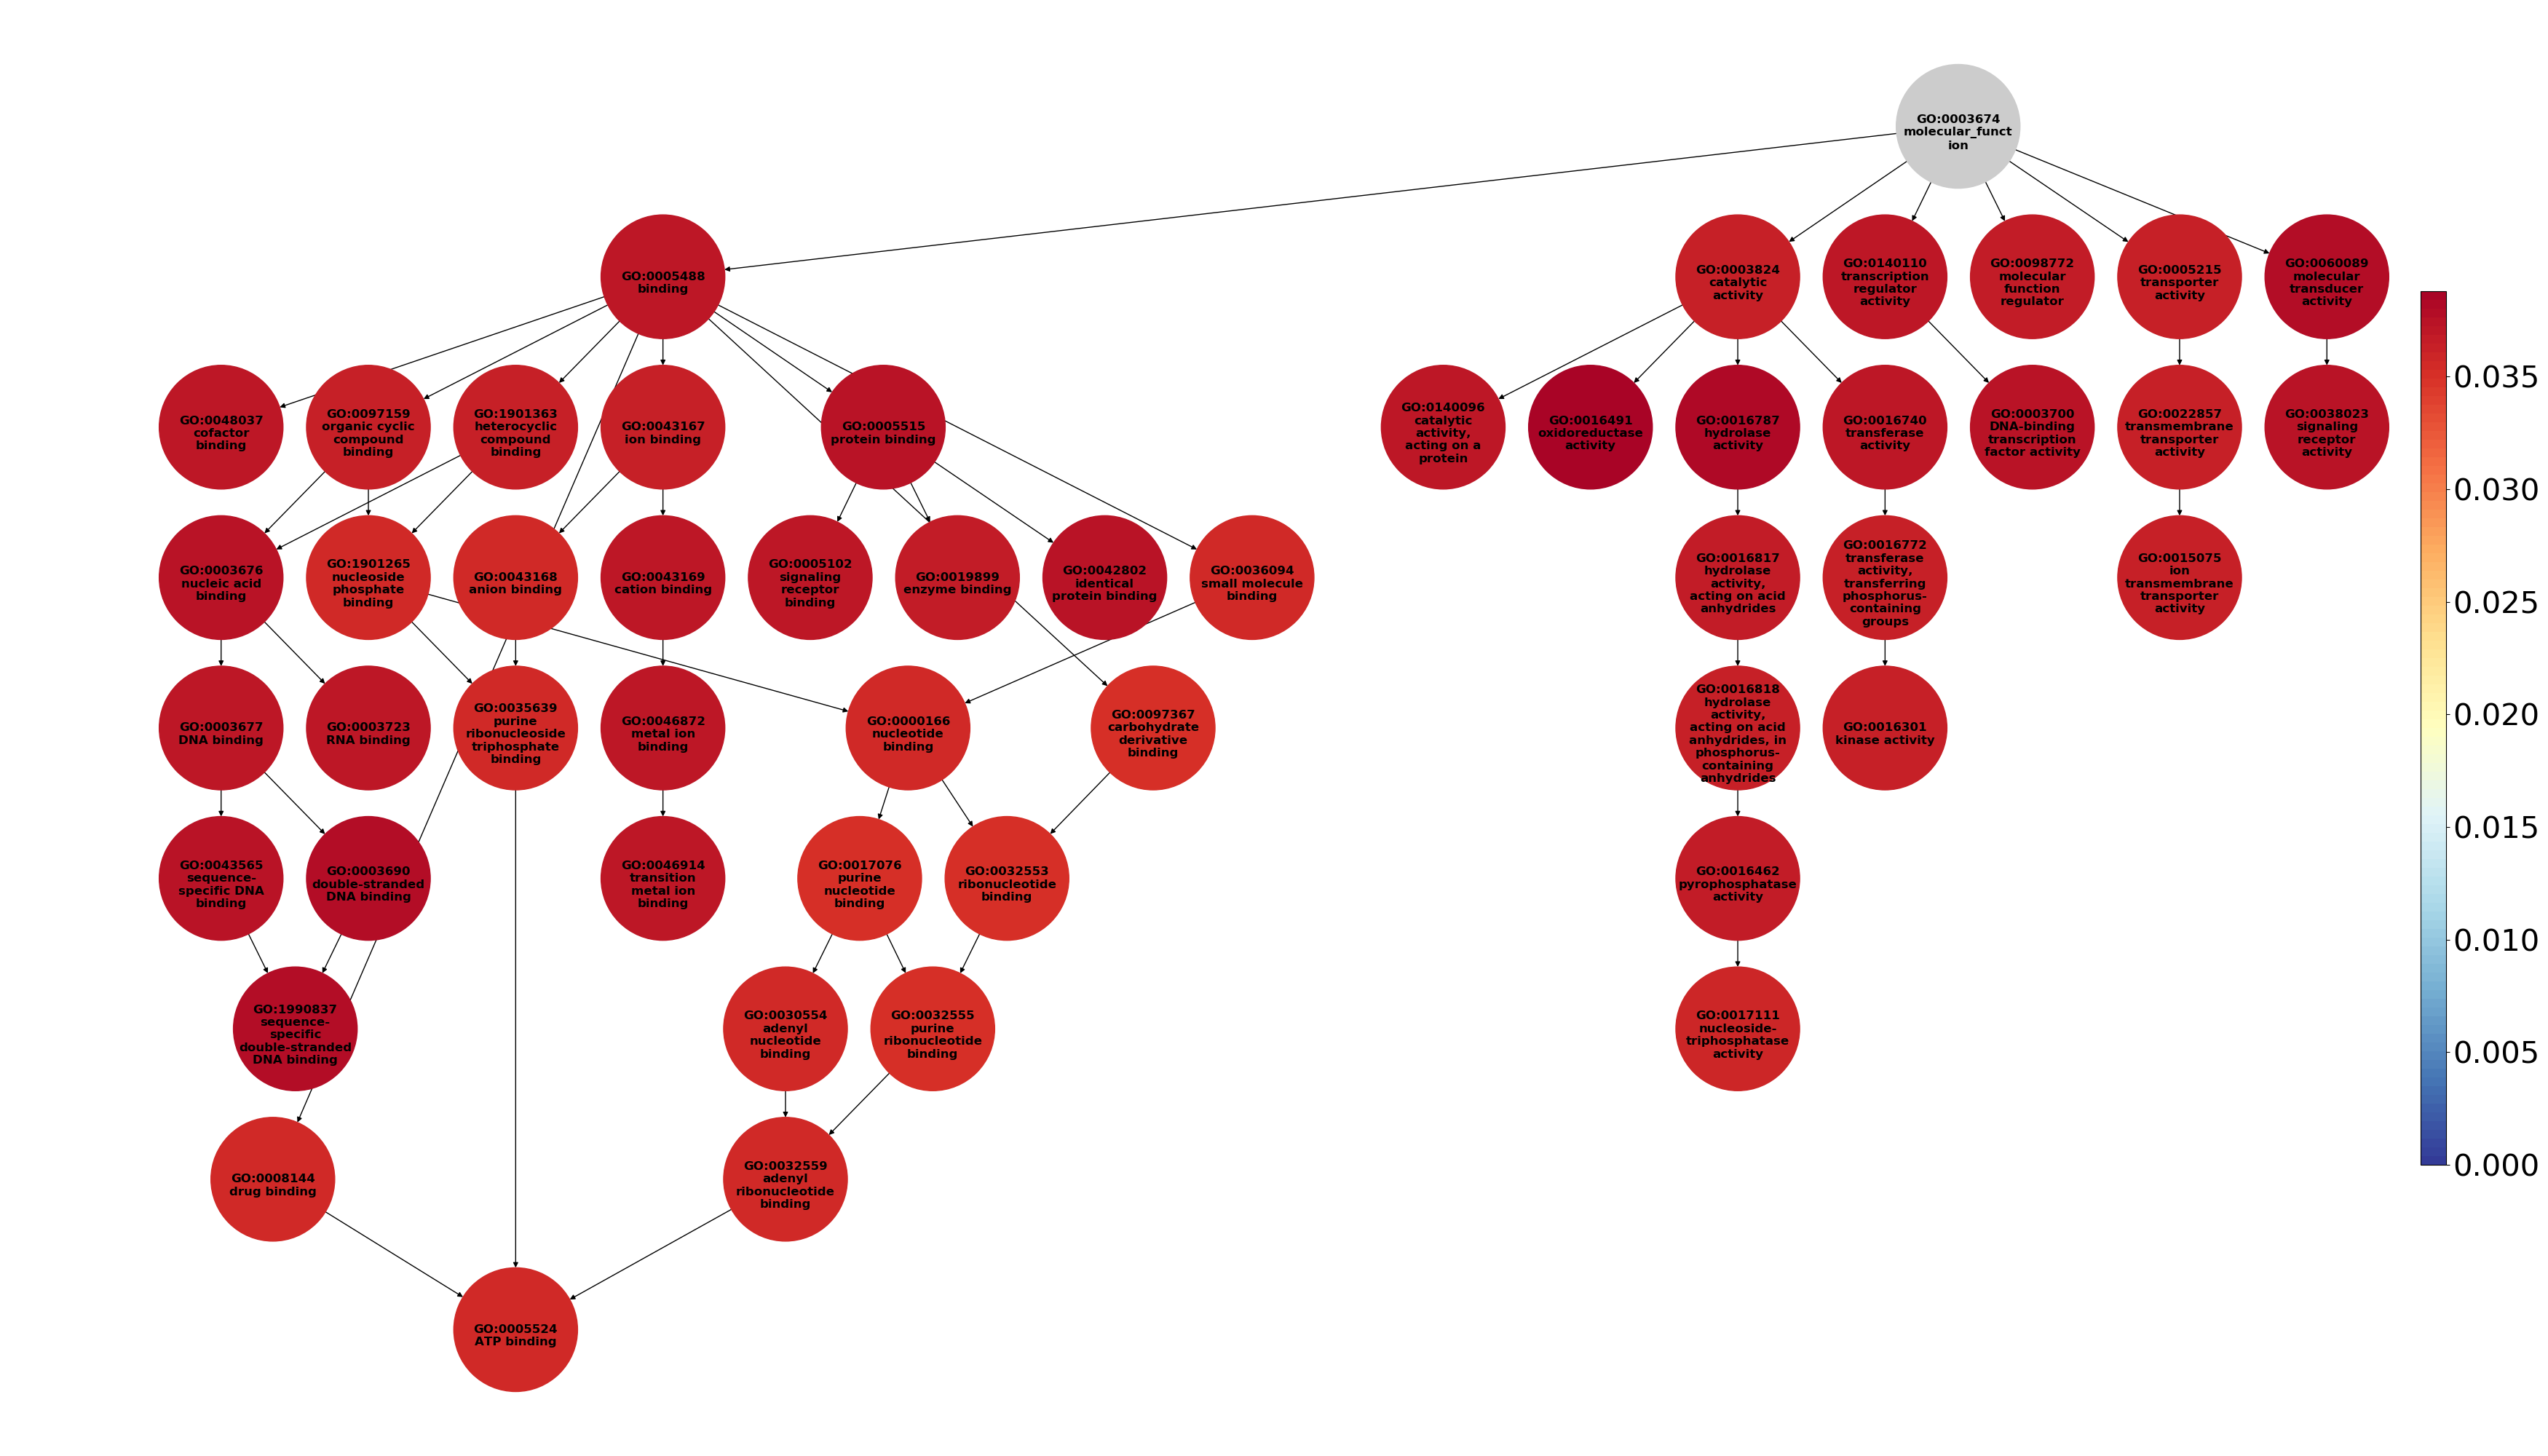 GO:0003674
molecular_funct
ion
GO:0005488
binding
GO:0003824
catalytic
activity
GO:0140110
transcription
regulator
activity
GO:0098772
molecular
function
regulator
GO:0005215
transporter
activity
GO:0060089
molecular
transducer
activity
GO:0048037
cofactor
binding
GO:0097159
organic cyclic
compound
binding
GO:1901363
heterocyclic
compound
binding
GO:0043167
ion binding
GO:0005515
protein binding
GO:0140096
catalytic
activity,
acting on a
protein
GO:0016491
oxidoreductase
activity
GO:0016787
hydrolase
activity
GO:0016740
transferase
activity
GO:0003700
DNA-binding
transcription
factor activity
GO:0022857
transmembrane
transporter
activity
GO:0038023
signaling
receptor
activity
GO:0003676
nucleic acid
binding
GO:1901265
nucleoside
phosphate
binding
GO:0043168
anion binding
GO:0043169
cation binding
GO:0005102
signaling
receptor
binding
GO:0019899
enzyme binding
GO:0042802
identical
protein binding
GO:0036094
small molecule
binding
GO:0016817
hydrolase
activity,
acting on acid
anhydrides
GO:0016772
transferase
activity,
transferring
phosphorus-
containing
groups
GO:0015075
ion
transmembrane
transporter
activity
GO:0003677
DNA binding
GO:0003723
RNA binding
GO:0035639
purine
ribonucleoside
triphosphate
binding
GO:0046872
metal ion
binding
GO:0000166
nucleotide
binding
GO:0097367
carbohydrate
derivative
binding
GO:0016818
hydrolase
activity,
acting on acid
anhydrides, in
phosphorus-
containing
anhydrides
GO:0016301
kinase activity
GO:0043565
sequence-
specific DNA
binding
GO:0003690
double-stranded
DNA binding
GO:0046914
transition
metal ion
binding
GO:0017076
purine
nucleotide
binding
GO:0032553
ribonucleotide
binding
GO:0016462
pyrophosphatase
activity
GO:1990837
sequence-
specific
double-stranded
DNA binding
GO:0030554
adenyl
nucleotide
binding
GO:0032555
purine
ribonucleotide
binding
GO:0017111
nucleoside-
triphosphatase
activity
GO:0008144
drug binding
GO:0032559
adenyl
ribonucleotide
binding
GO:0005524
ATP binding
0.035
0.030
0.025
0.020
0.015
0.010
0.005
0.000